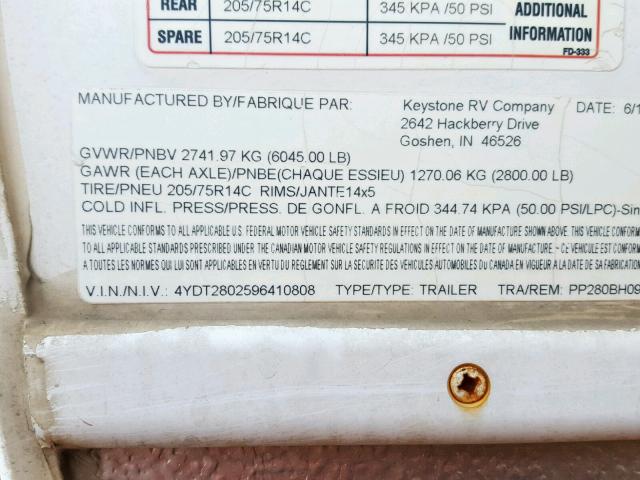 REAR 205/75R14C 345 KPA /50 PSI ADDITIONAL
SPARE 205/75R14C 345 KPA /50 PSI INFORMATION
FD-333
MANUFACTURED BY/FABRIQUE PAR: Keystone RV Company DATE: 6/1
2642 Hackberry Drive
Goshen, IN 46526
GVWR/PNBV 2741.97 KG (6045.00 LB)
GAWR (EACH AXLE)/PNBE(CHAQUE ESSIEU) 1270.06 KG (2800.00 LB)
TIRE/PNEU 205/75R14C RIMS/JANTE14x5
COLD INFL. PRESS/PRESS. DE GONFL. A FROID 344.74 KPA (50.00 PSI/LPC)-Sin
THIS VEHICLE CONFORMS TO ALL APPLICABLE U.S. FEDERAL MOTOR VEHICLE SAFETY STANDARDS IN EFFECT ON THE DATE OF MANUFACTURE SHOWN ABOVE. THIS VEHICLE CONFORM
TO ALL APPLICABLE STANDARDS PRESCRIBED UNDER THE CANADIAN MOTOR VEHICLE SAFETY REGULATIONS IN EFFECT ON THE DATE OF MANUFACTURE. - CE VEHICULE EST CONFORM
A TOUTES LES NORMES QUI LUI SONT APPLICABLES EN VERTU DU REGLEMENT SUR LA SECURITE DES VEHICULES AUTOMOBILES DU CANADA EN VIGUEUR A LA DATE DE SA FABRICATION
V.I.N./N.I.V.: 4YDT2802596410808 TYPE/TYPE: TRAILER TRA/REM: PP280BH09